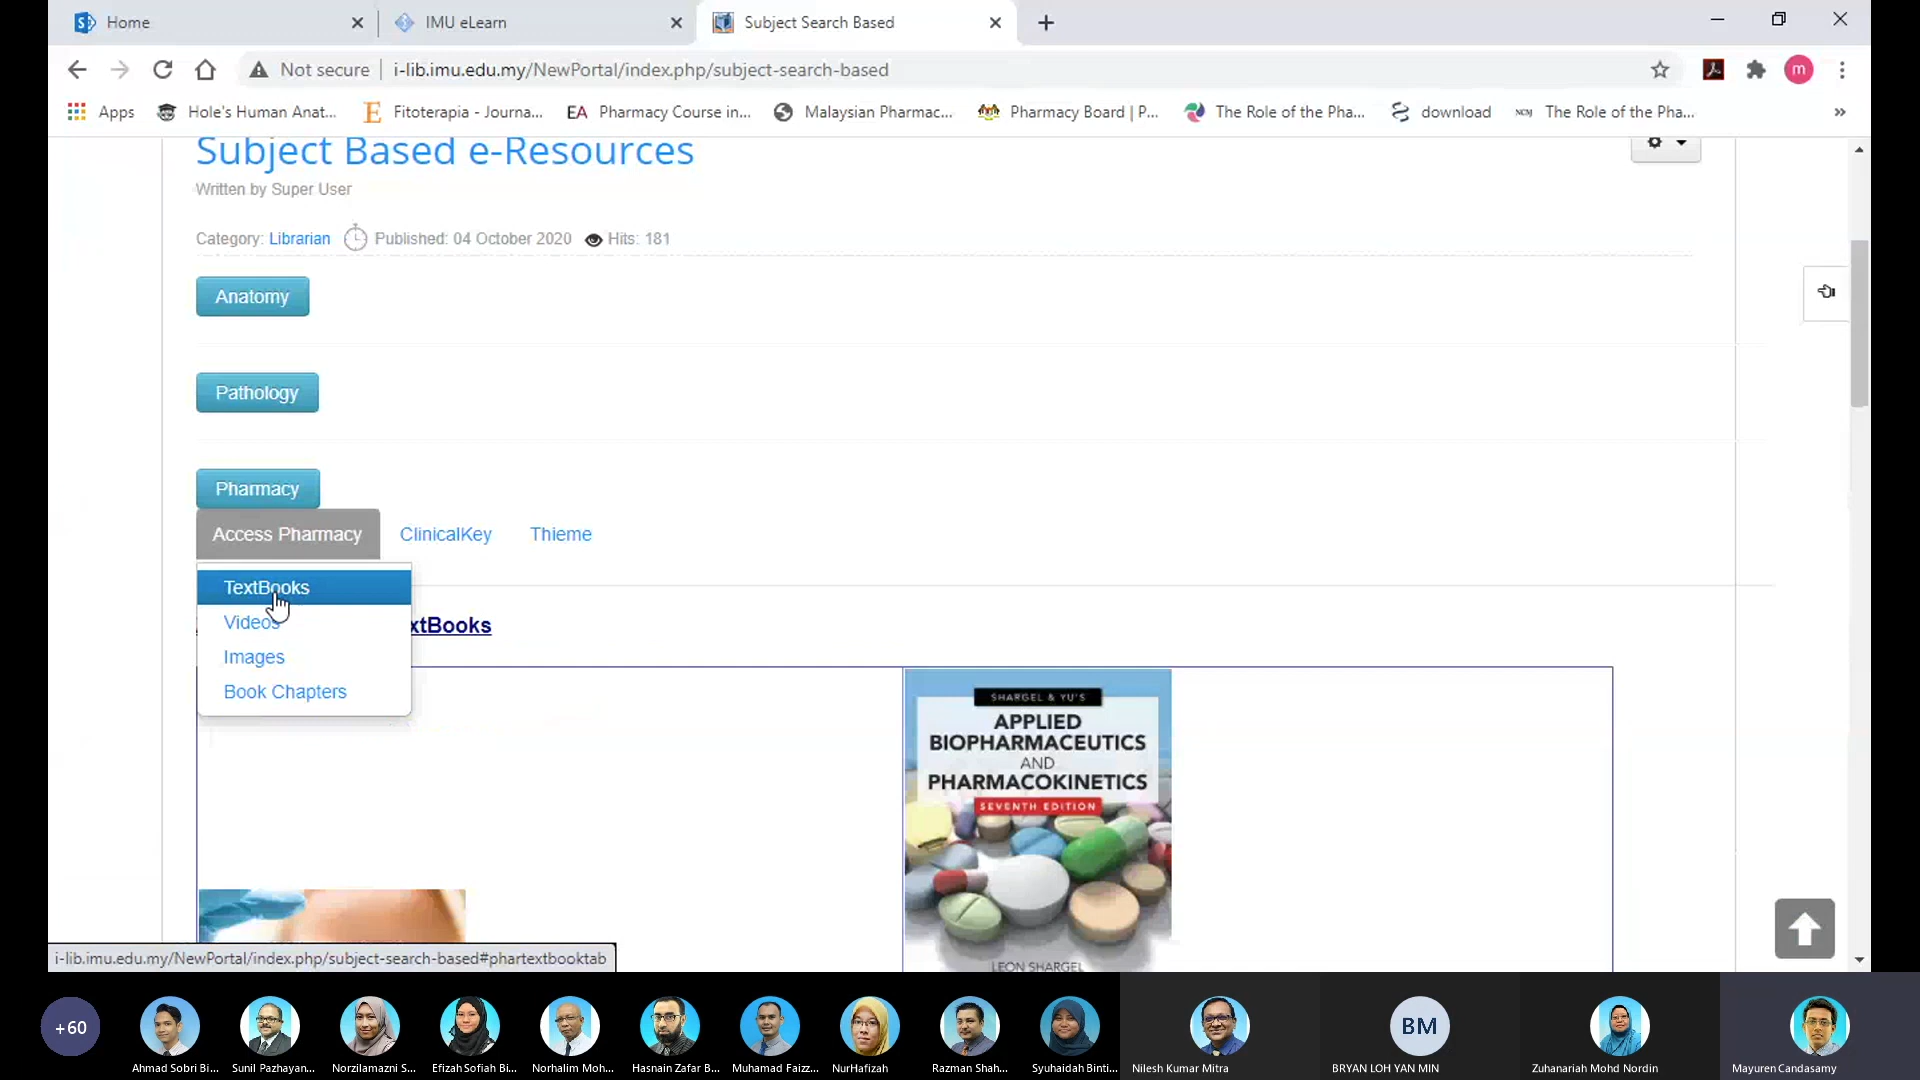 Home
IMU eLearn
Subject Search Based
Not secure
i-lib.imu.edu.my/NewPortal/index.php/subject-search-based
m
Apps
Hole's Human Anat...
Fitoterapia - Journa...
EA Pharmacy Course in...
Malaysian Pharmac...
Pharmacy Board | P...
The Role of the Pha...
download
The Role of the Pha...
Subject Based e-Resources
Written by Super User
Category: Librarian Published: 04 October 2020 Hits: 181
Anatomy
Pathology
Pharmacy
Access Pharmacy ClinicalKey Thieme
TextBooks
Videos
xtBooks
Images
Book Chapters
SHARGEL & YU'S
APPLIED
BIOPHARMACEUTICS
AND
PHARMACOKINETICS
SEVENTH EDITION
LEON SHARGEL
i-lib.imu.edu.my/NewPortal/index.php/subject-search-based#phartextbooktab
+60
BM
Ahmad Sobri Bi...
Sunil Pazhayan...
Norzilamazni S...
Efizah Sofiah Bi...
Norhalim Moh...
Hasnain Zafar B...
Muhamad Faizz...
NurHafizah
Razman Shah...
Syuhaidah Binti...
Nilesh Kumar Mitra
BRYAN LOH YAN MIN
Zuhanariah Mohd Nordin
Mayuren Candasamy